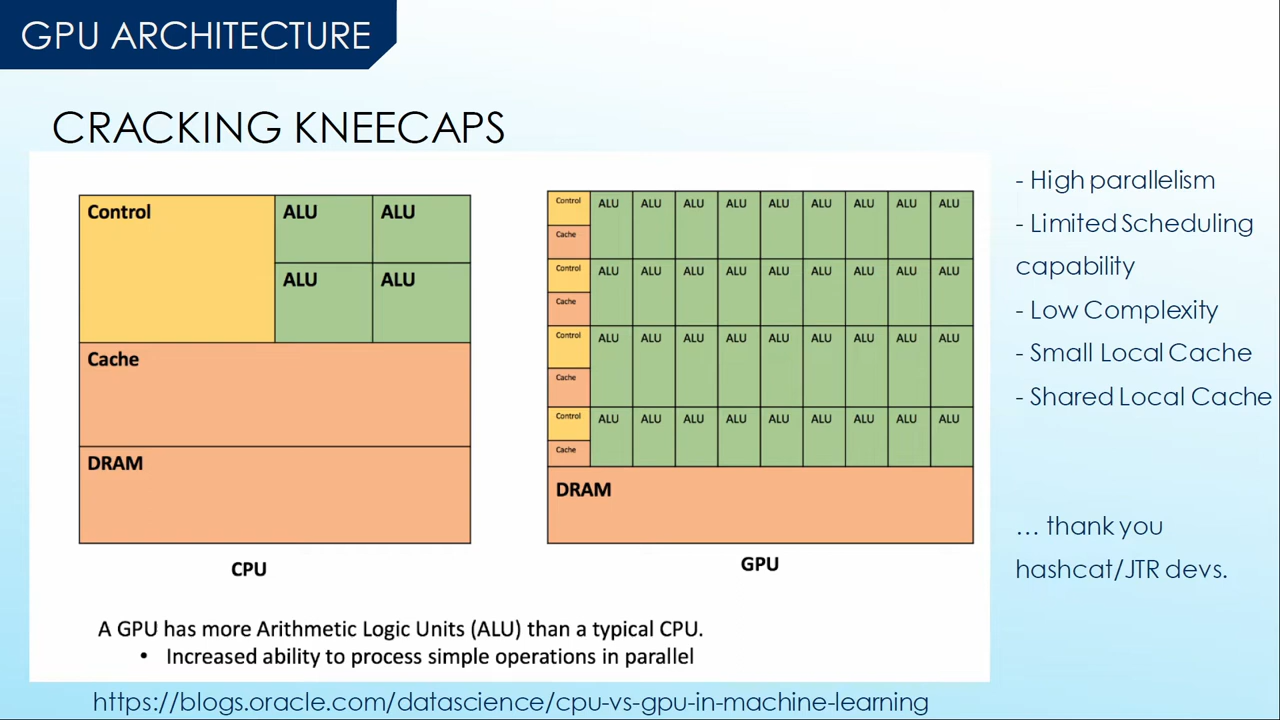 GPU ARCHITECTURE
CRACKING KNEECAPS
Control
ALU ALU
ALU ALU
Cache
DRAM
CPU
Control ALU ALU ALU ALU ALU ALU ALU ALU ALU
Cache
Control ALU ALU ALU ALU ALU ALU ALU ALU ALU
Cache
Control ALU ALU ALU ALU ALU ALU ALU ALU ALU
Cache
Control ALU ALU ALU ALU ALU ALU ALU ALU ALU
Cache
DRAM
GPU
A GPU has more Arithmetic Logic Units (ALU) than a typical CPU.
• Increased ability to process simple operations in parallel
- High parallelism
- Limited Scheduling
capability
- Low Complexity
- Small Local Cache
- Shared Local Cache
... thank you
hashcat/JTR devs.
https://blogs.oracle.com/datascience/cpu-vs-gpu-in-machine-learning